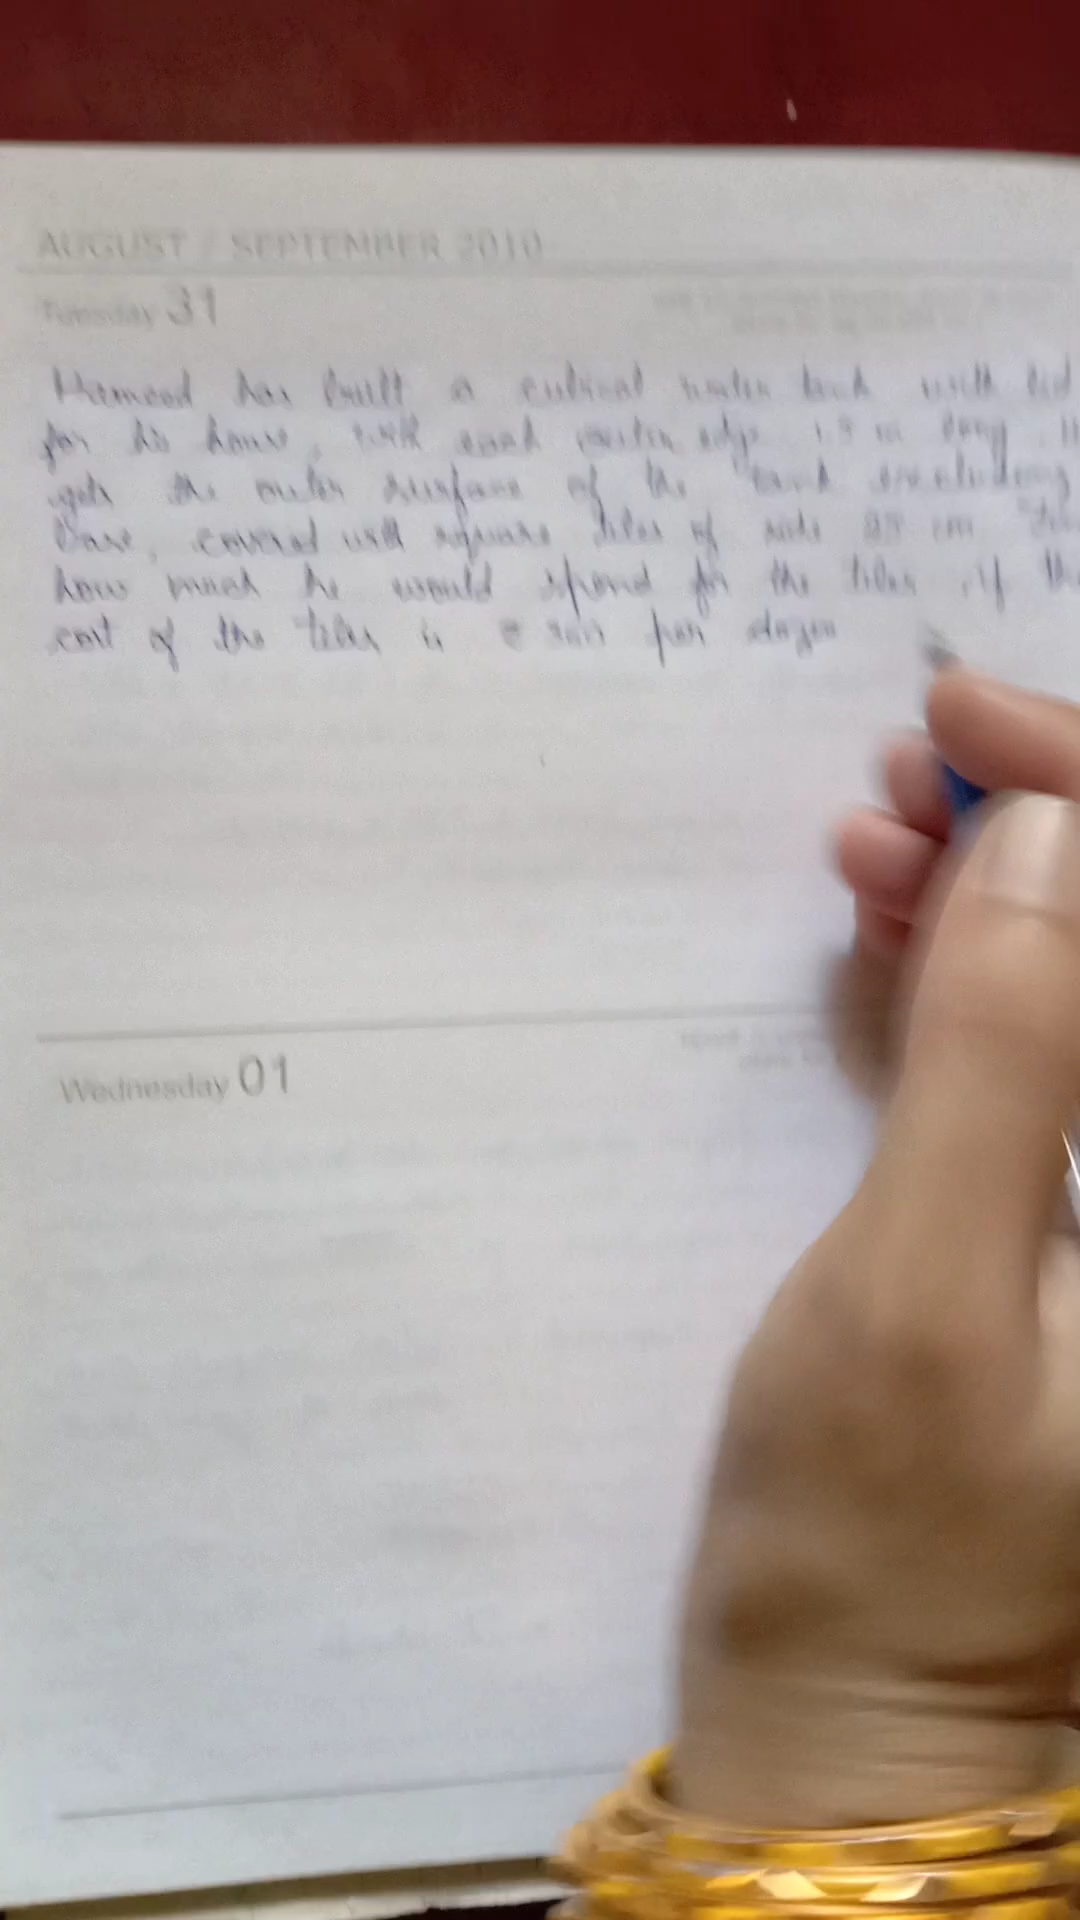 AUGUST / SEPTEMBER 2010
Tuesday 31
Hameed has built a cubical water tank with lid
for his house, with each outer edge 1.5 m long. H
gets the outer surface of the tank excluding
base, covered with square tiles of side 25 cm
how much he would spend for the tiles, if the
cost of the tiles is ₹ per dozen
Wednesday 01